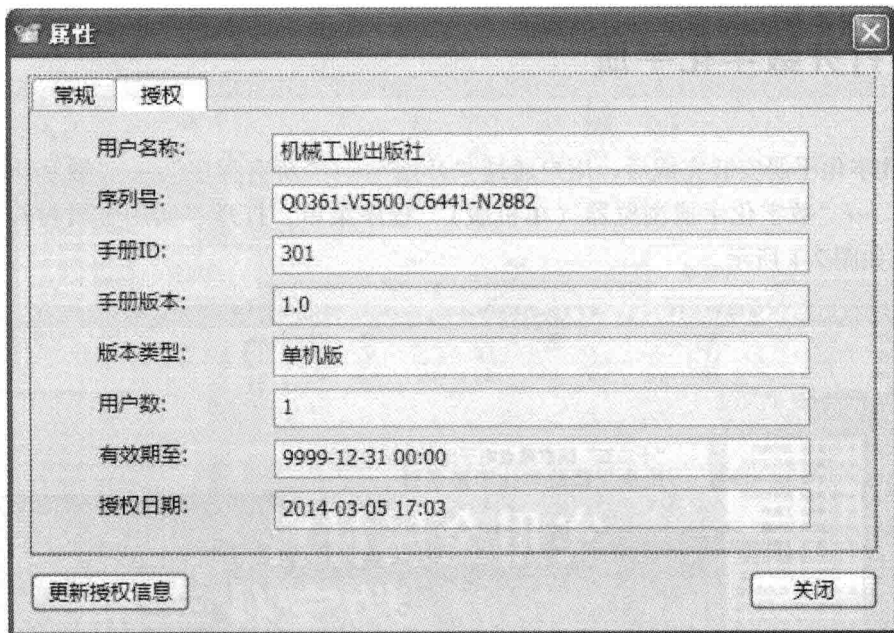 属性
常规 授权
用户名称: 机械工业出版社
序列号: Q0361-V5500-C6441-N2882
手册ID: 301
手册版本: 1.0
版本类型: 单机版
用户数: 1
有效期至: 9999-12-31 00:00
授权日期: 2014-03-05 17:03
更新授权信息 关闭